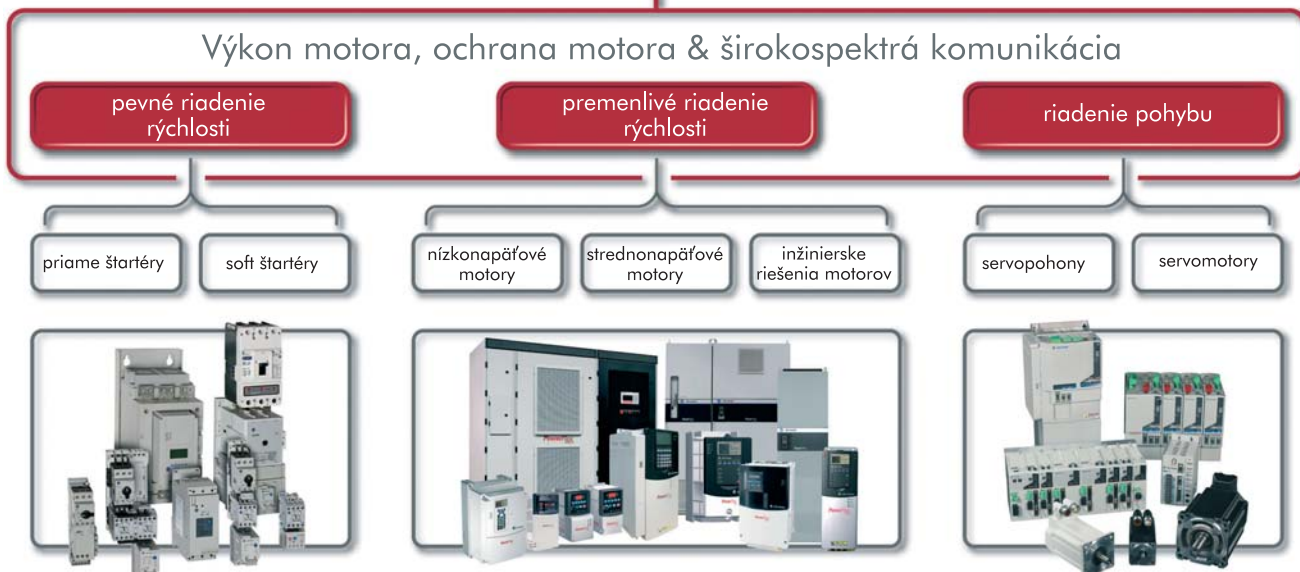 Výkon motora, ochrana motora & širokospektrá komunikácia
pevné riadenie
rýchlosti
premenlivé riadenie
rýchlosti
riadenie pohybu
priame štartéry
soft štartéry
nízkonapäťové
motory
strednonapäťové
motory
inžinierske
riešenia motorov
servopohony
servomotory